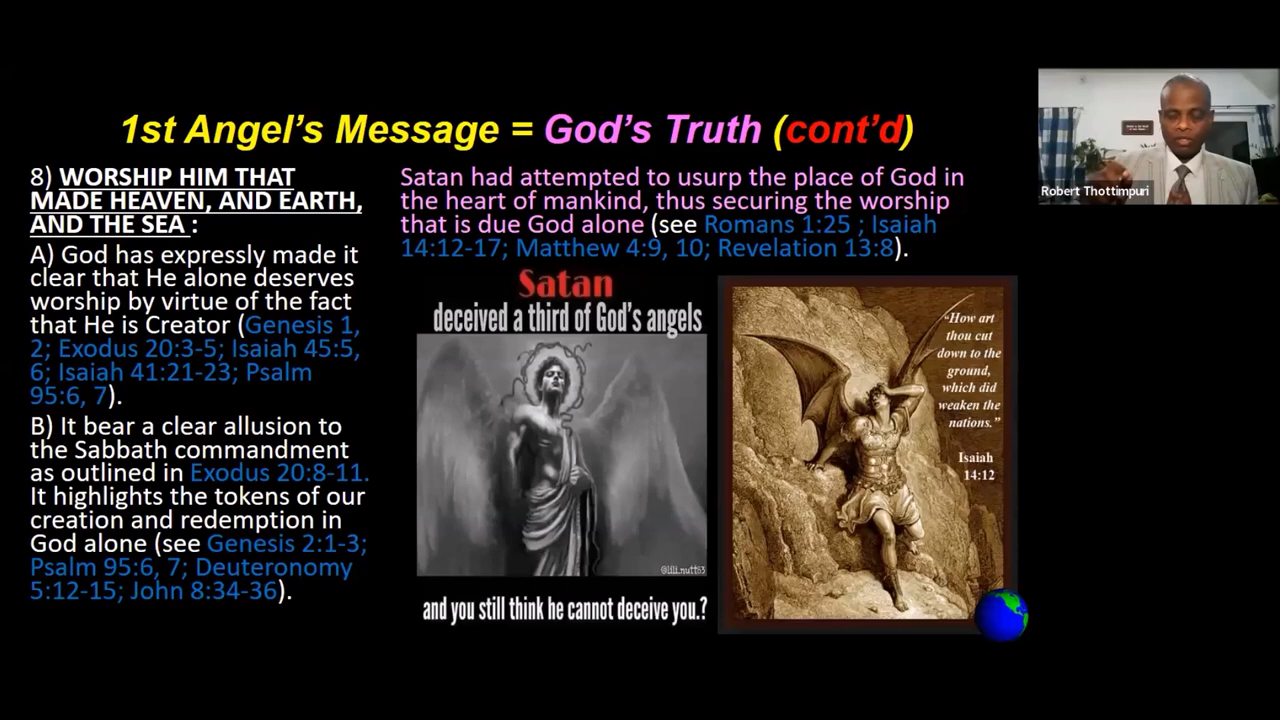 1st Angel's Message = God's Truth (cont'd)
8) WORSHIP HIM THAT
MADE HEAVEN, AND EARTH,
AND THE SEA :
A) God has expressly made it
clear that He alone deserves
worship by virtue of the fact
that He is Creator (Genesis 1,
2; Exodus 20:3-5; Isaiah 45:5,
6; Isaiah 41:21-23; Psalm
95:6, 7).
B) It bear a clear allusion to
the Sabbath commandment
as outlined in Exodus 20:8-11.
It highlights the tokens of our
creation and redemption in
God alone (see Genesis 2:1-3;
Psalm 95:6, 7; Deuteronomy
5:12-15; John 8:34-36).
Satan had attempted to usurp the place of God in
the heart of mankind, thus securing the worship
that is due God alone (see Romans 1:25 ; Isaiah
14:12-17; Matthew 4:9, 10; Revelation 13:8).
Satan
deceived a third of God's angels
@lili.nutt63
and you still think he cannot deceive you.?
"How art
thou cut
down to the
ground,
which did
weaken the
nations."
Isaiah
14:12
Robert Thottimpuri